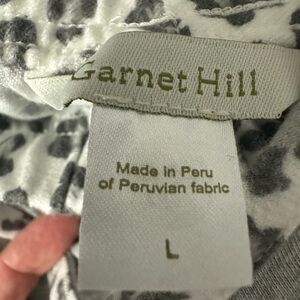 Garnet Hill
Made in Peru
of Peruvian fabric
L